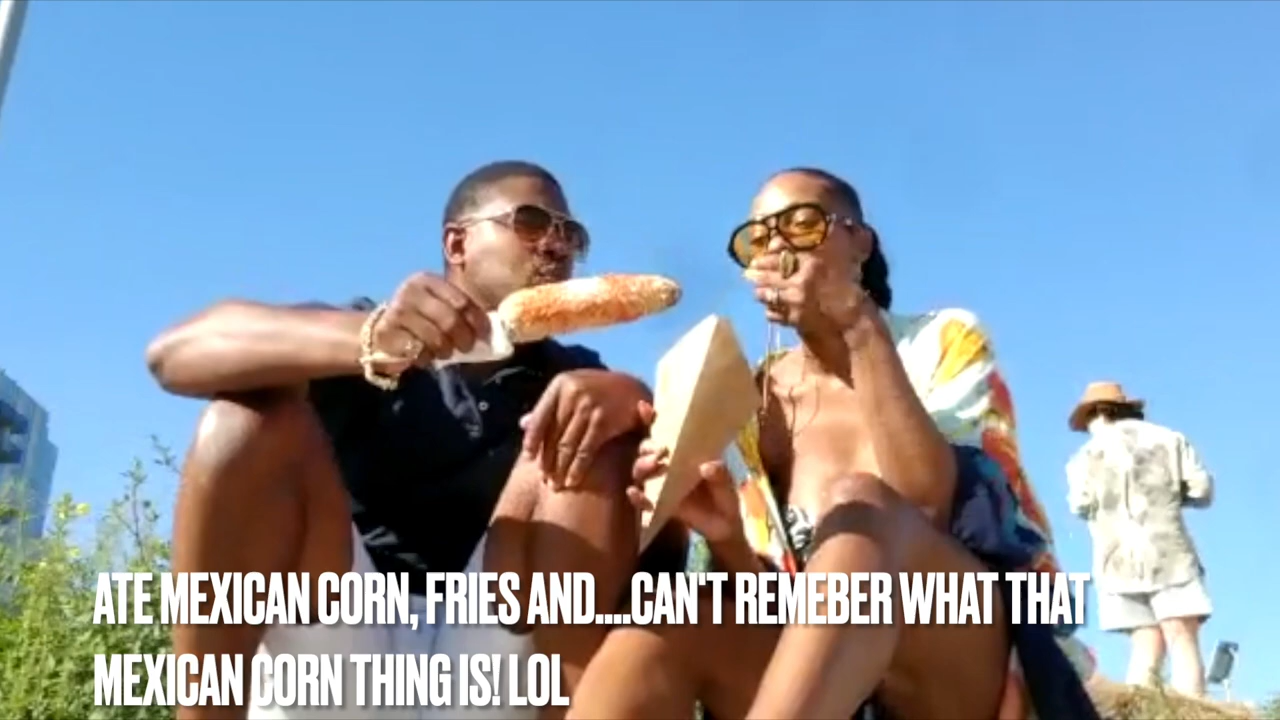 ATE MEXICAN CORN, FRIES AND....CAN'T REMEBER WHAT THAT
MEXICAN CORN THING IS! LOL